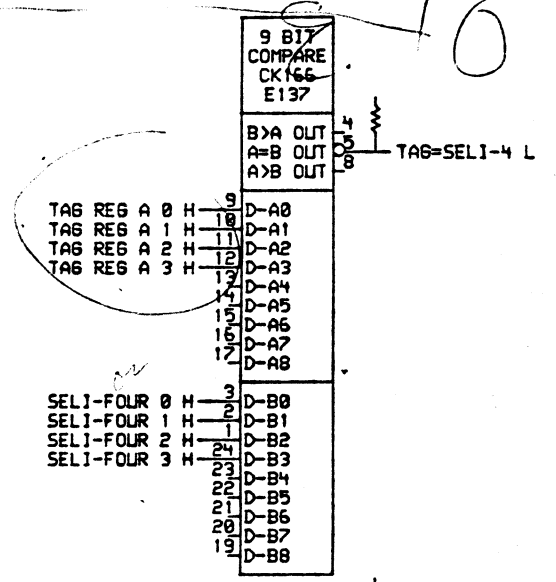 10
9 BIT
COMPARE
CK166
E137
B>A OUT 4
A=B OUT 5 TAG=SELI-4 L
A>B OUT 8
TAG REG A 0 H 9 D-A0
TAG REG A 1 H 10 D-A1
TAG REG A 2 H 11 D-A2
TAG REG A 3 H 12 D-A3
13 D-A4
14 D-A5
15 D-A6
16 D-A7
17 D-A8
or
SELI-FOUR 0 H 3 D-B0
SELI-FOUR 1 H 2 D-B1
SELI-FOUR 2 H 1 D-B2
SELI-FOUR 3 H 24 D-B3
23 D-B4
22 D-B5
21 D-B6
20 D-B7
19 D-B8